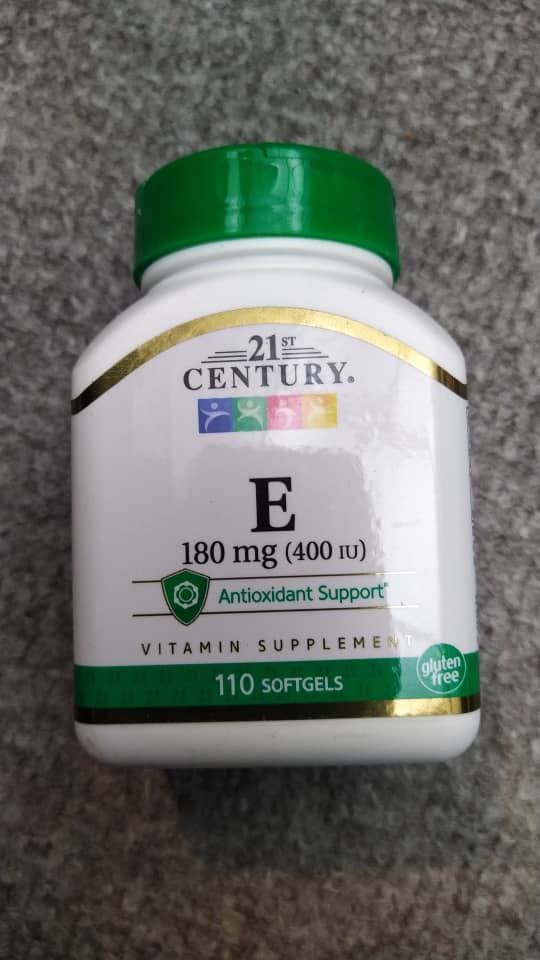 21ST
CENTURY®
E
180 mg (400 IU)
Antioxidant Support*
VITAMIN SUPPLEMENT
110 SOFTGELS
gluten
free